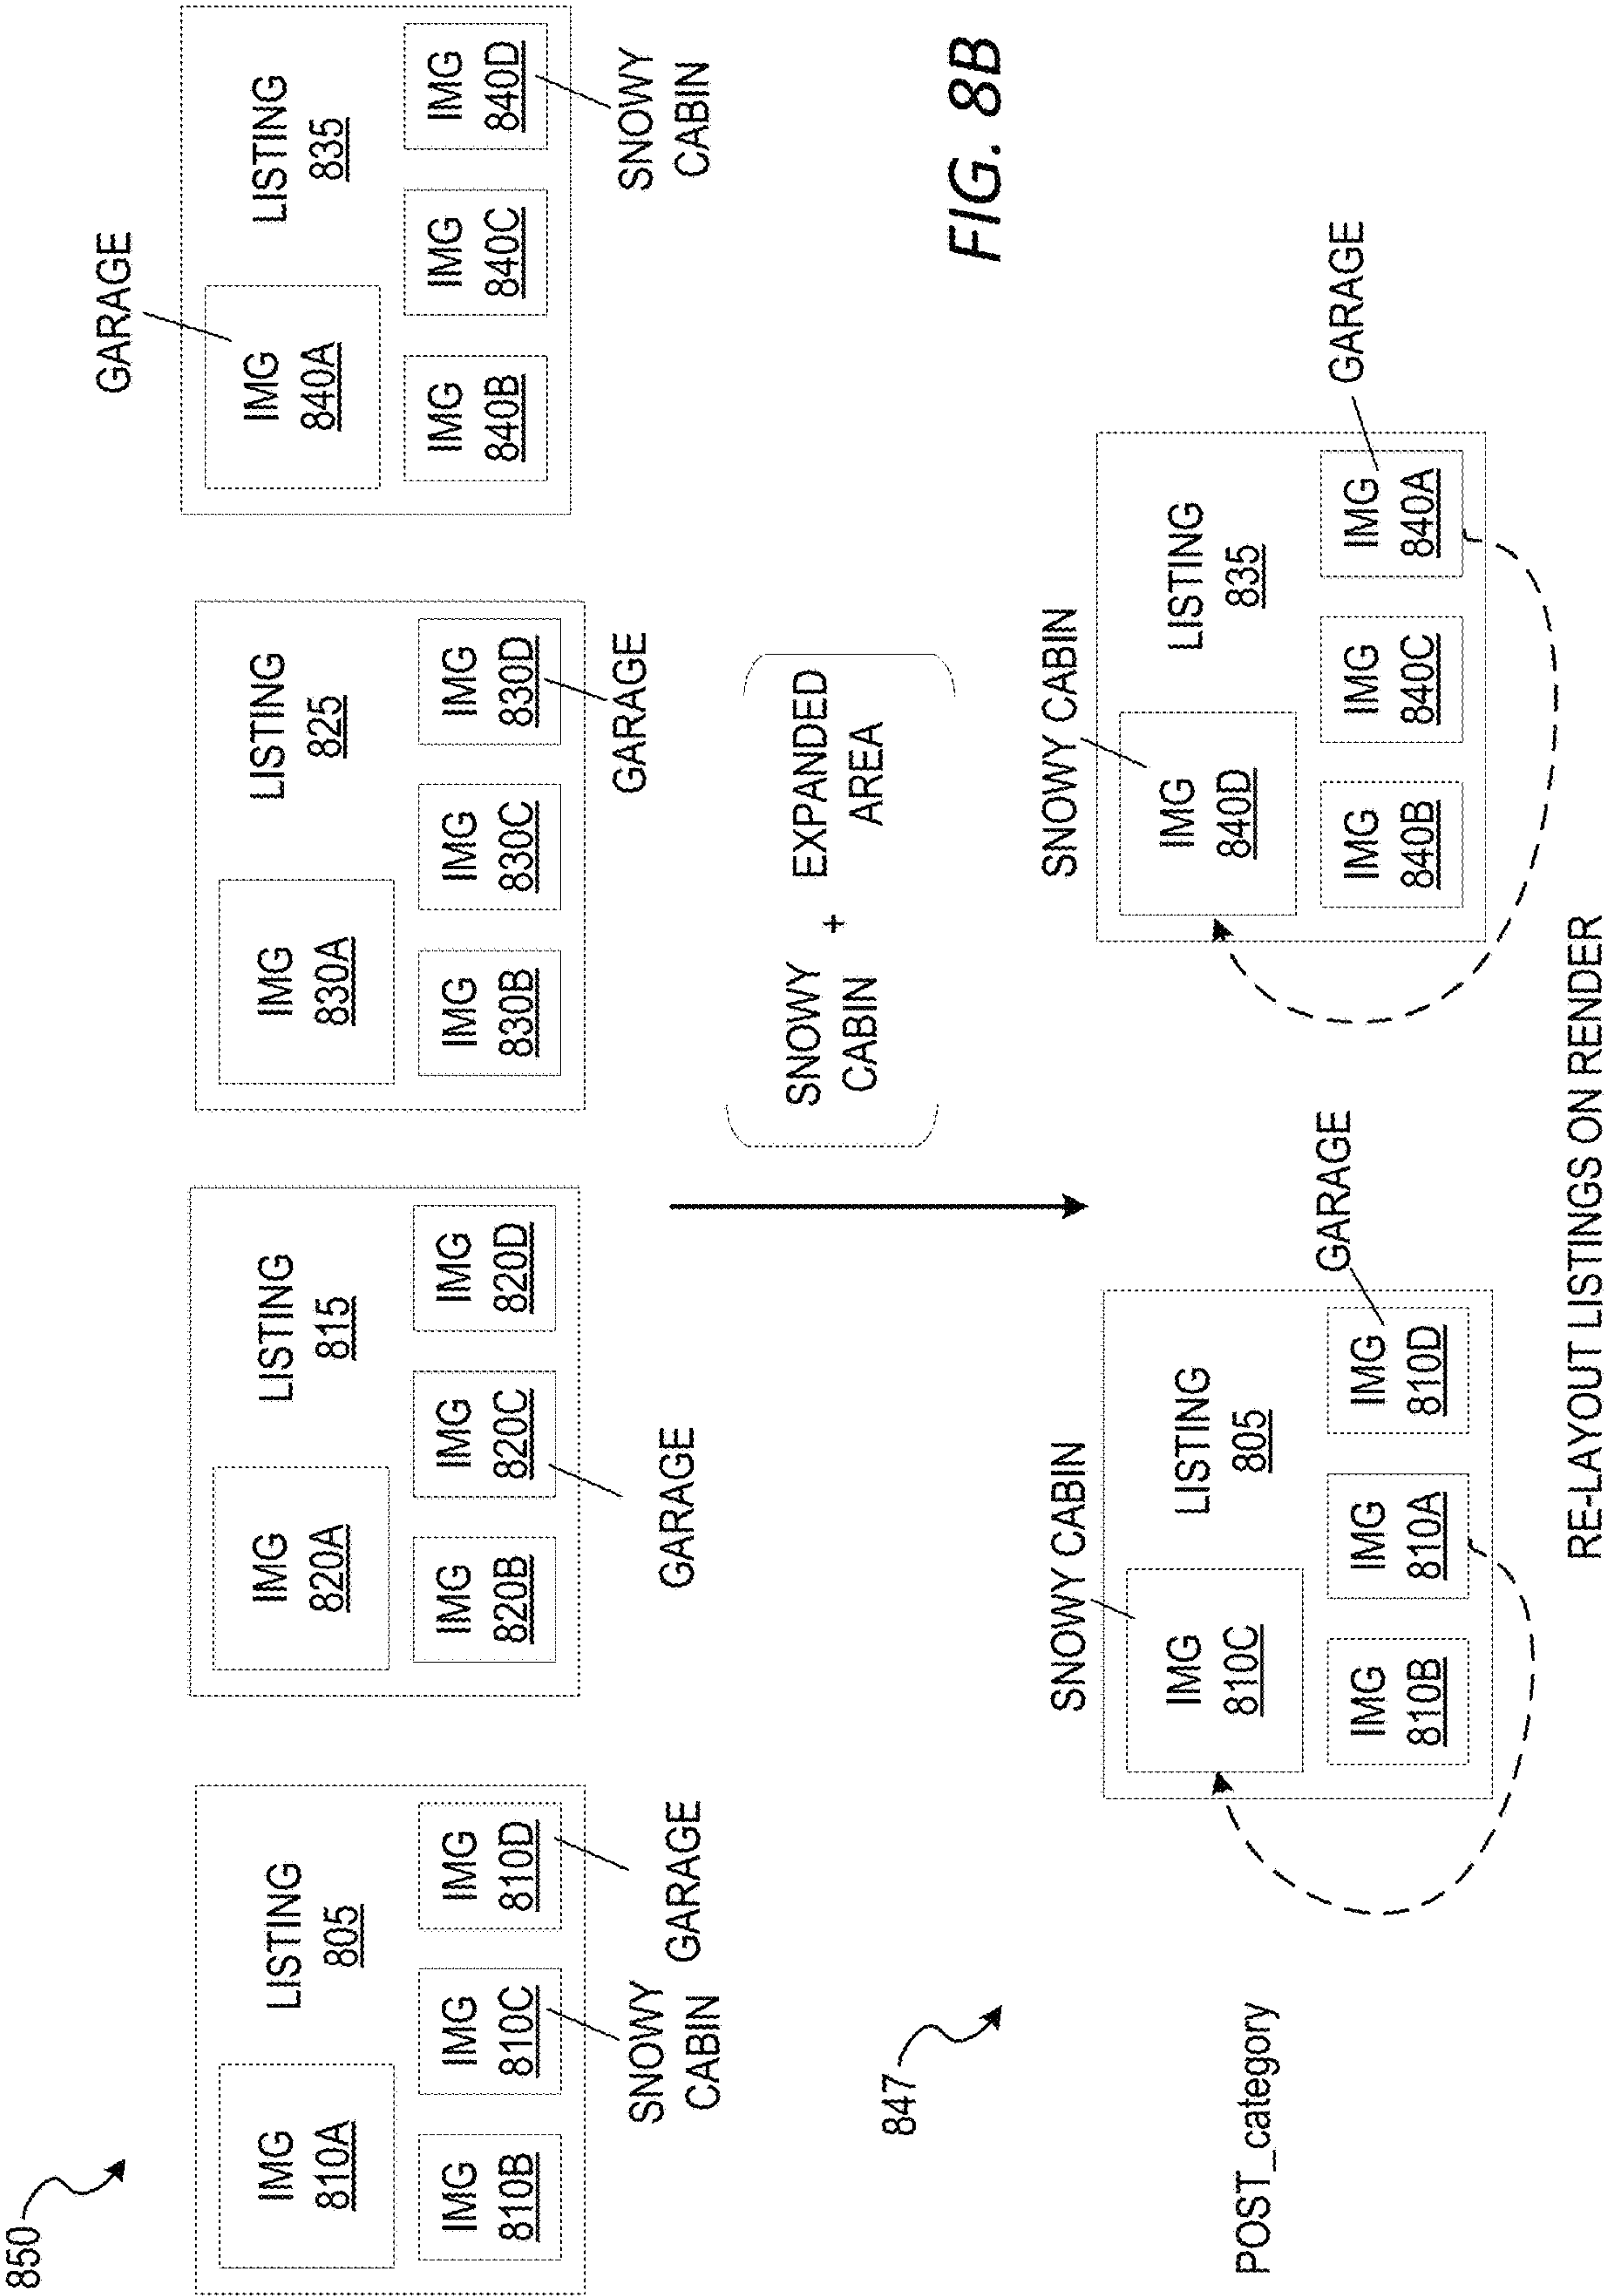 850
LISTING
805
IMG
810A
IMG
810B
IMG
810C
IMG
810D
SNOWY
CABIN
GARAGE
LISTING
815
IMG
820A
IMG
820B
IMG
820C
IMG
820D
GARAGE
LISTING
825
IMG
830A
IMG
830B
IMG
830C
IMG
830D
GARAGE
GARAGE
LISTING
835
IMG
840A
IMG
840B
IMG
840C
IMG
840D
SNOWY
CABIN
SNOWY
CABIN
+
EXPANDED
AREA
847
POST_category
SNOWY CABIN
LISTING
805
IMG
810C
IMG
810B
IMG
810A
IMG
810D
GARAGE
SNOWY CABIN
LISTING
835
IMG
840D
IMG
840B
IMG
840C
IMG
840A
GARAGE
RE-LAYOUT LISTINGS ON RENDER
FIG. 8B